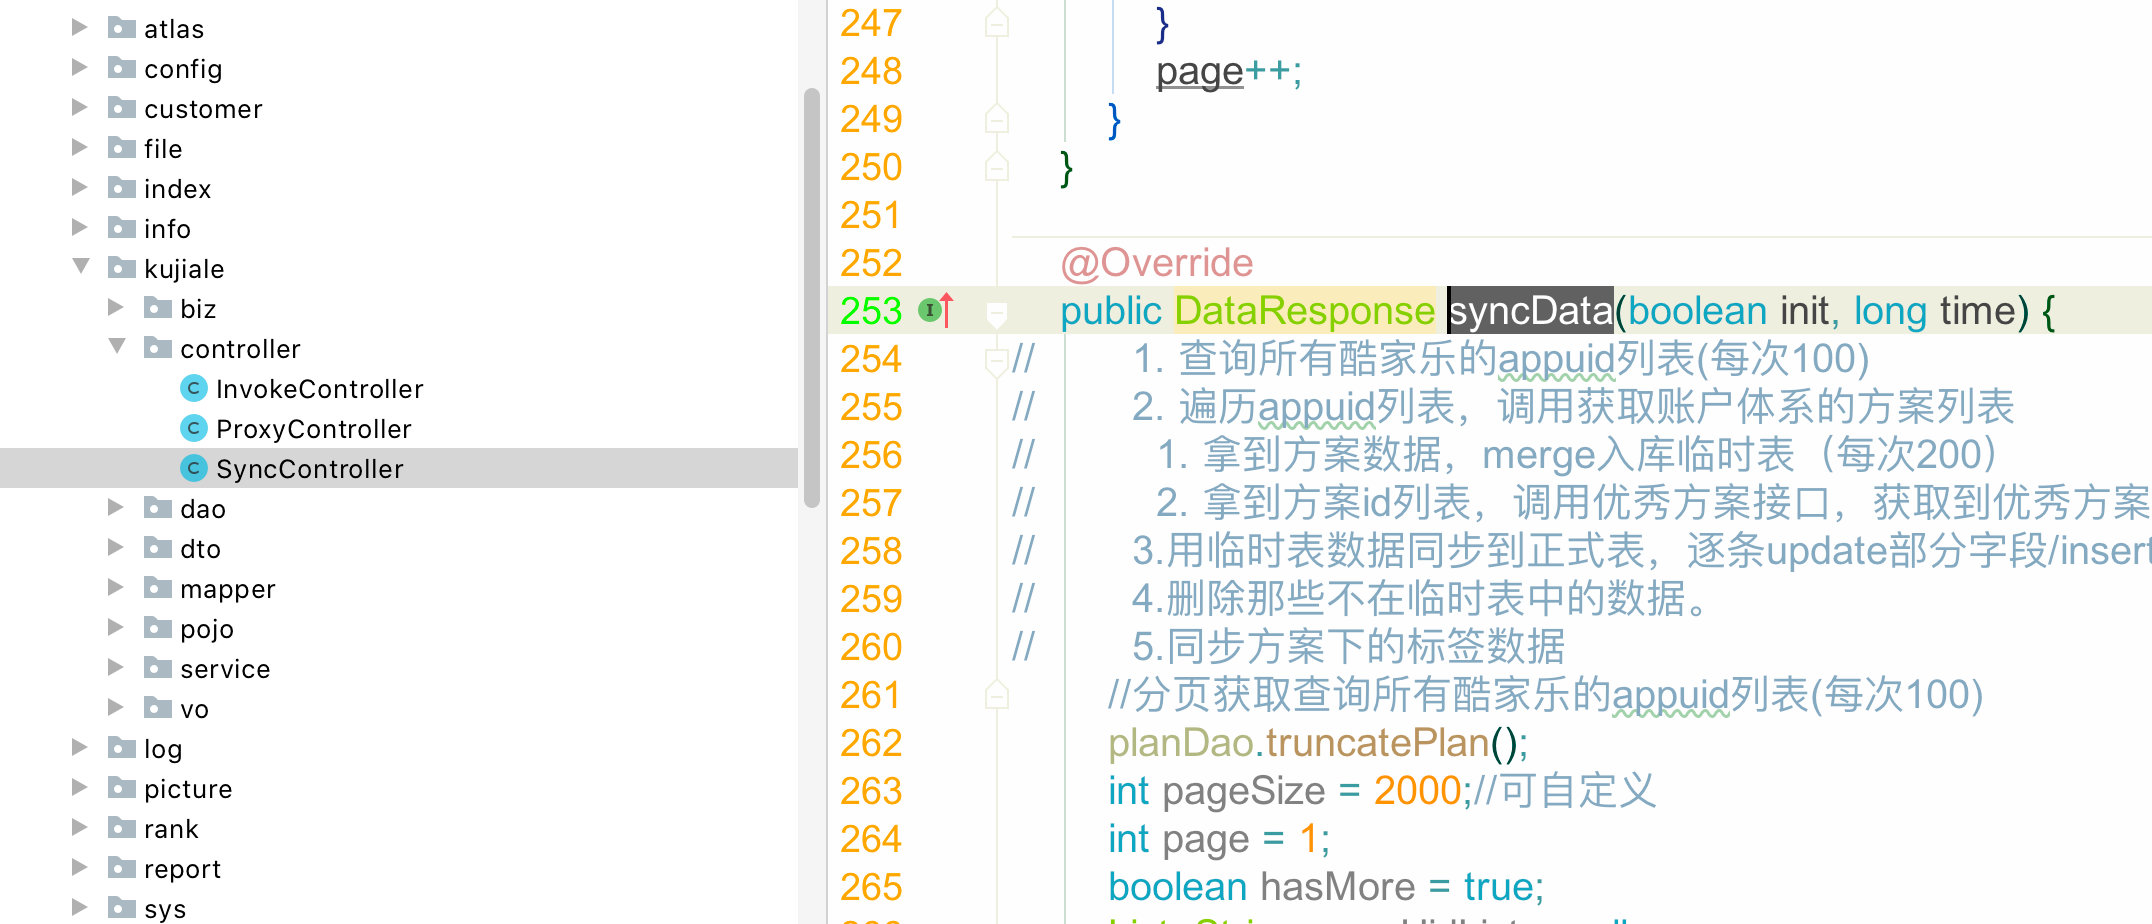 atlas
config
customer
file
index
info
kujiale
biz
controller
InvokeController
ProxyController
SyncController
dao
dto
mapper
pojo
service
vo
log
picture
rank
report
sys
247 }
248 page++;
249 }
250 }
251
252 @Override
253 public DataResponse syncData(boolean init, long time) {
254 // 1. 查询所有酷家乐的appuid列表(每次100)
255 // 2. 遍历appuid列表，调用获取账户体系的方案列表
256 // 1. 拿到方案数据，merge入库临时表（每次200）
257 // 2. 拿到方案id列表，调用优秀方案接口，获取到优秀方案
258 // 3.用临时表数据同步到正式表，逐条update部分字段/insert
259 // 4.删除那些不在临时表中的数据。
260 // 5.同步方案下的标签数据
261 //分页获取查询所有酷家乐的appuid列表(每次100)
262 planDao.truncatePlan();
263 int pageSize = 2000;//可自定义
264 int page = 1;
265 boolean hasMore = true;